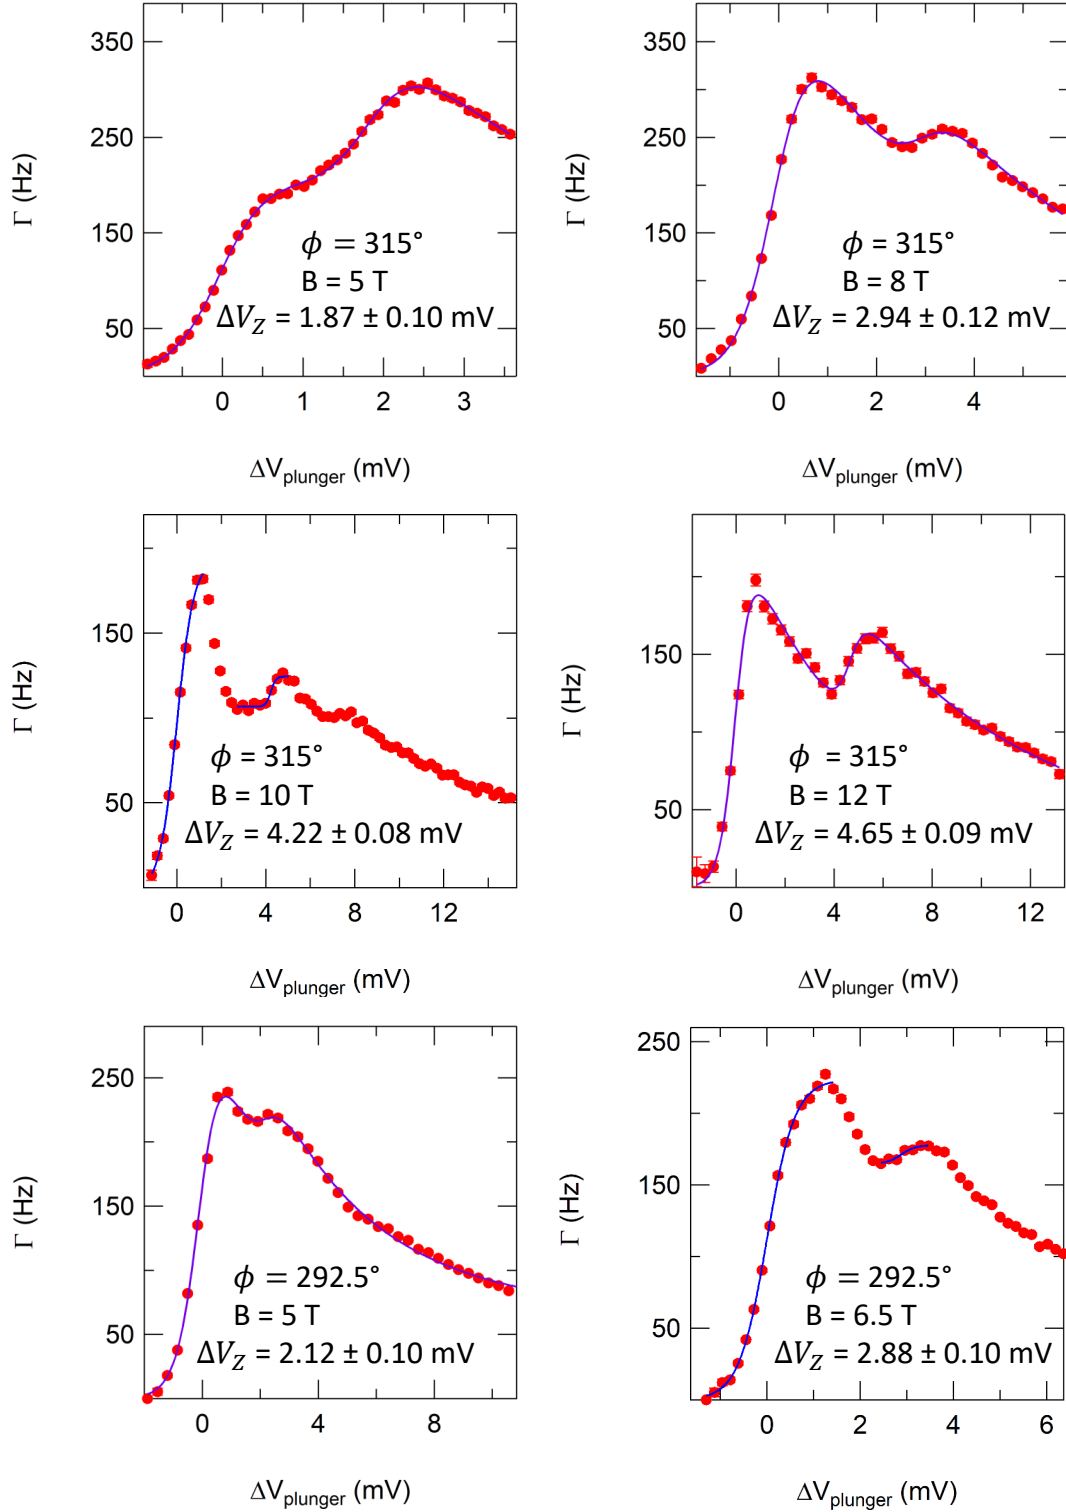 350
250
150
50
Γ (Hz)
ϕ = 315°
B = 5 T
ΔV_Z = 1.87 ± 0.10 mV
0 1 2 3
ΔV_plunger (mV)
350
250
150
50
Γ (Hz)
ϕ = 315°
B = 8 T
ΔV_Z = 2.94 ± 0.12 mV
0 2 4
ΔV_plunger (mV)
150
50
Γ (Hz)
ϕ = 315°
B = 10 T
ΔV_Z = 4.22 ± 0.08 mV
0 4 8 12
ΔV_plunger (mV)
150
50
Γ (Hz)
ϕ = 315°
B = 12 T
ΔV_Z = 4.65 ± 0.09 mV
0 4 8 12
ΔV_plunger (mV)
250
150
50
Γ (Hz)
ϕ = 292.5°
B = 5 T
ΔV_Z = 2.12 ± 0.10 mV
0 4 8
ΔV_plunger (mV)
250
150
50
Γ (Hz)
ϕ = 292.5°
B = 6.5 T
ΔV_Z = 2.88 ± 0.10 mV
0 2 4 6
ΔV_plunger (mV)